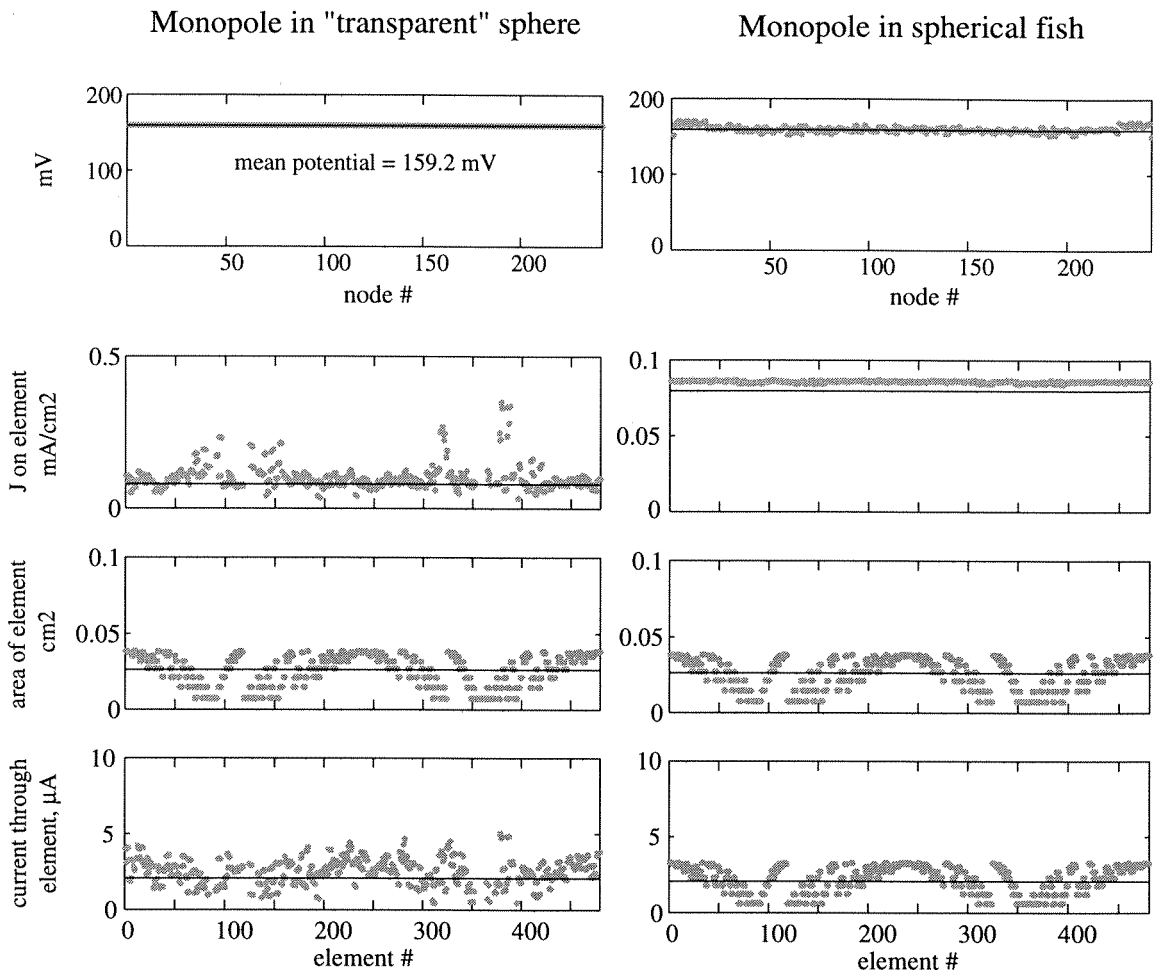 Monopole in "transparent" sphere
Monopole in spherical fish
200
100
0
mV
mean potential = 159.2 mV
50 100 150 200
node #
200
100
0
50 100 150 200
node #
0.5
0
J on element
mA/cm2
0.1
0.05
0
0.1
0.05
0
area of element
cm2
0.1
0.05
0
10
5
0
current through
element, µA
0 100 200 300 400
element #
10
5
0
0 100 200 300 400
element #